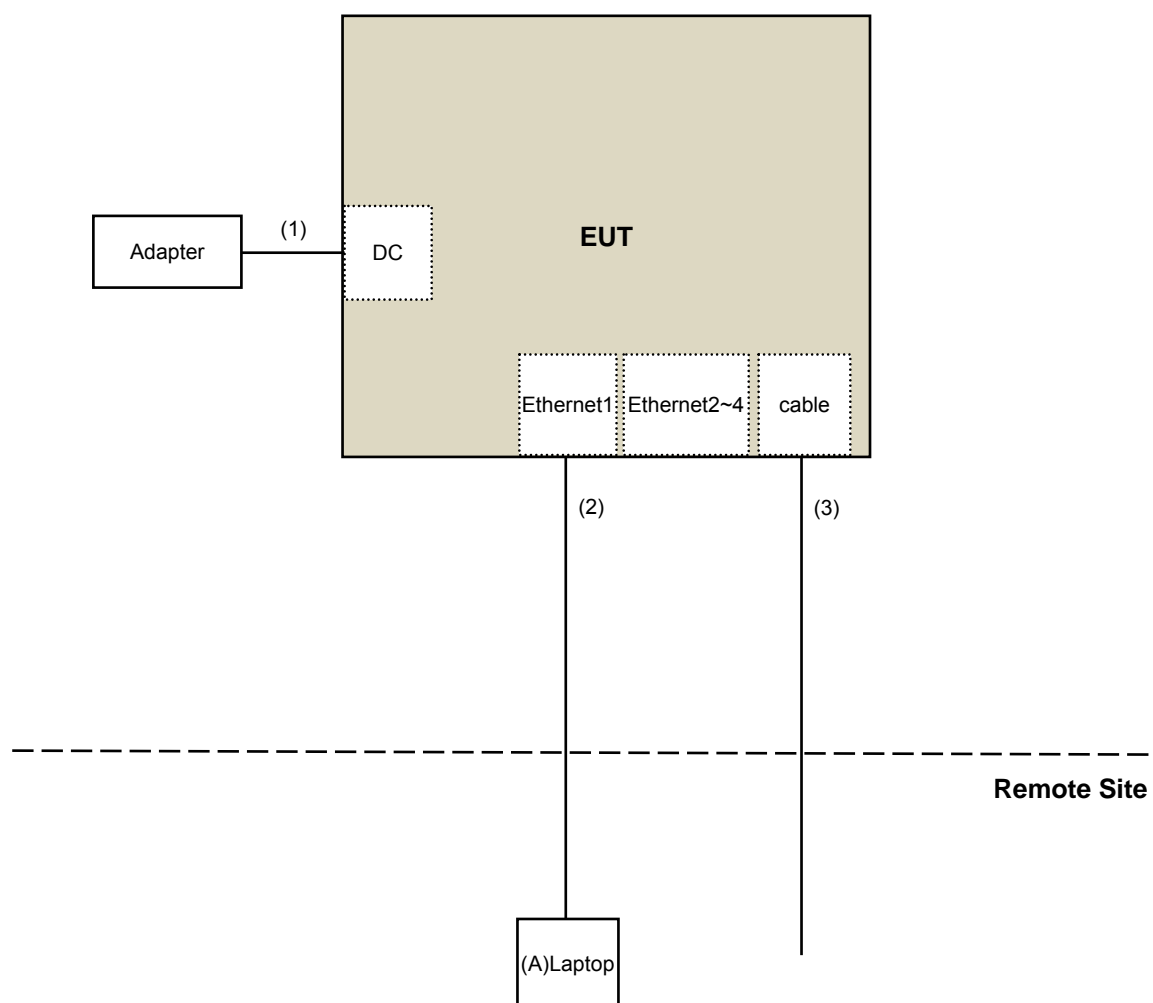 (1)
Adapter
DC
EUT
Ethernet1
Ethernet2~4
cable
(2)
(3)
Remote Site
(A)Laptop